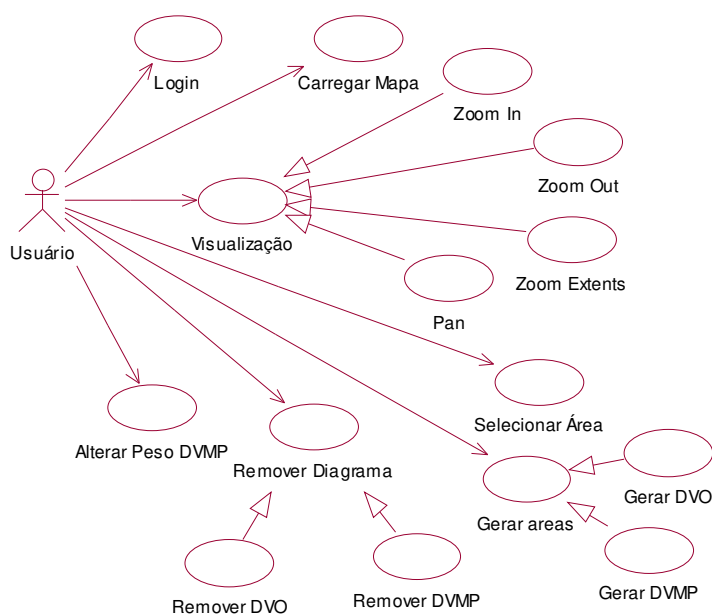 Login
Carregar Mapa
Zoom In
Zoom Out
Usuário
Visualização
Zoom Extents
Pan
Selecionar Área
Alterar Peso DVMP
Remover Diagrama
Gerar DVO
Gerar areas
Remover DVO
Remover DVMP
Gerar DVMP